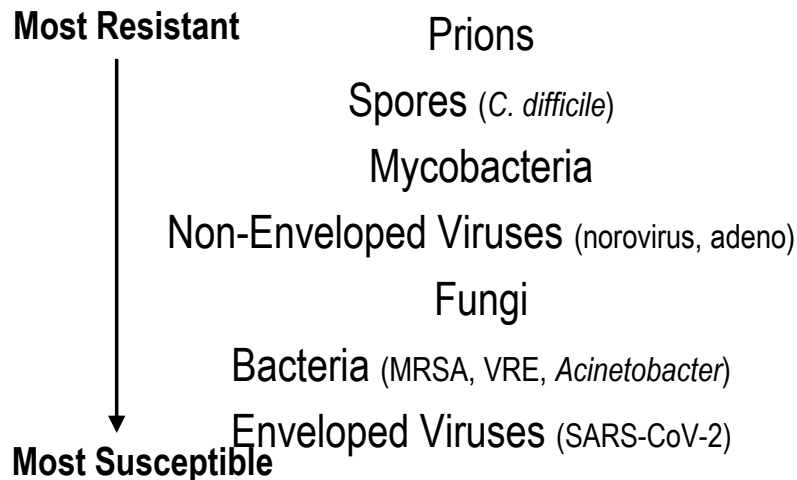 Most Resistant
Prions
Spores (C. difficile)
Mycobacteria
Non-Enveloped Viruses (norovirus, adeno)
Fungi
Bacteria (MRSA, VRE, Acinetobacter)
Enveloped Viruses (SARS-CoV-2)
Most Susceptible